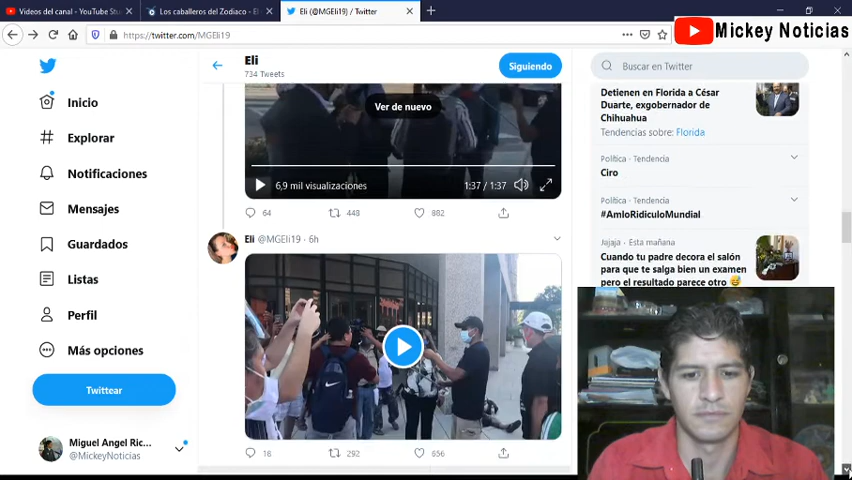 Videos del canal - YouTube Stu
Los caballeros del Zodiaco - El
Eli (@MGEli19) / Twitter
https://twitter.com/MGEli19
Mickey Noticias
Eli
734 Tweets
Siguiendo
Buscar en Twitter
Inicio
Explorar
Notificaciones
Mensajes
Guardados
Listas
Perfil
Más opciones
Twittear
Miguel Angel Ric...
@MickeyNoticias
Ver de nuevo
6,9 mil visualizaciones
1:37 / 1:37
64
448
882
Eli @MGEli19 · 6h
16
292
656
Detienen en Florida a César
Duarte, exgobernador de
Chihuahua
Tendencias sobre: Florida
Política · Tendencia
Ciro
Política · Tendencia
#AmloRidiculoMundial
Jajaja · Esta mañana
Cuando tu padre decora el salón
para que te salga bien un examen
pero el resultado parece otro